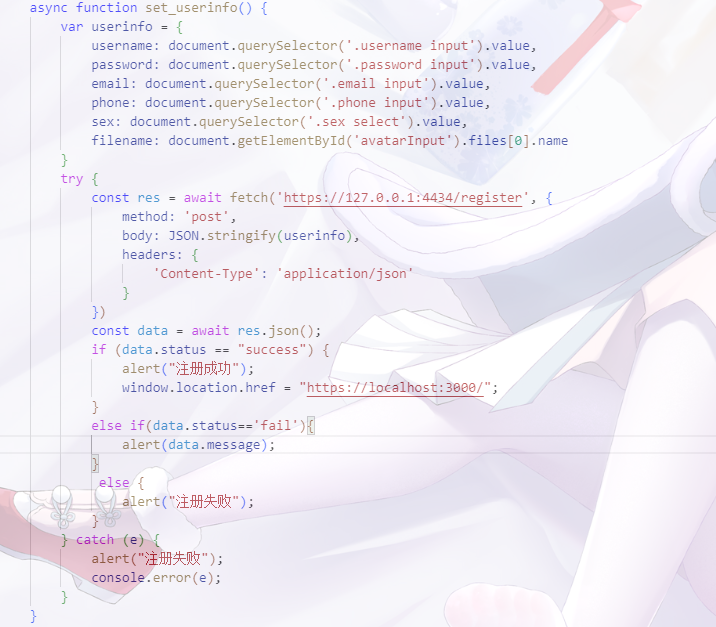 async function set_userinfo() {
var userinfo = {
username: document.querySelector('.username input').value,
password: document.querySelector('.password input').value,
email: document.querySelector('.email input').value,
phone: document.querySelector('.phone input').value,
sex: document.querySelector('.sex select').value,
filename: document.getElementById('avatarInput').files[0].name
}
try {
const res = await fetch('https://127.0.0.1:4434/register', {
method: 'post',
body: JSON.stringify(userinfo),
headers: {
'Content-Type': 'application/json'
}
})
const data = await res.json();
if (data.status == "success") {
alert("注册成功");
window.location.href = "https://localhost:3000/";
}
else if(data.status=='fail'){
alert(data.message);
}
else {
alert("注册失败");
}
} catch (e) {
alert("注册失败");
console.error(e);
}
}